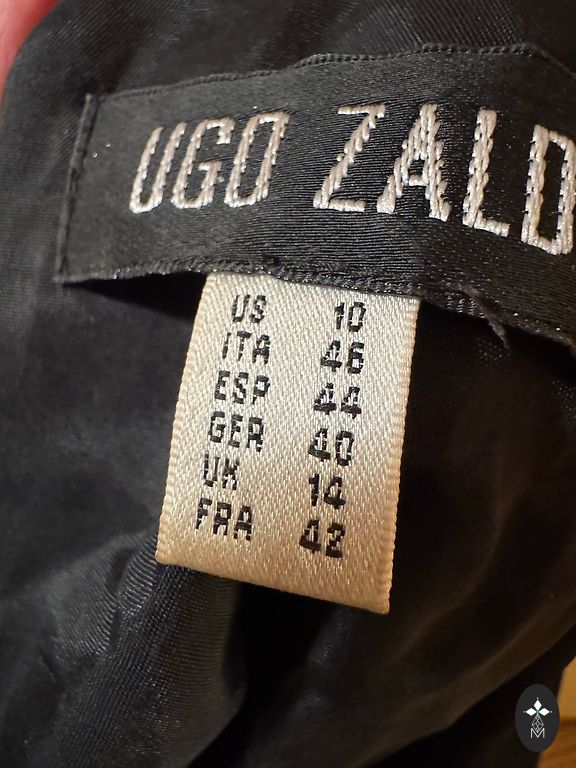 UGO ZALD
US 10
ITA 46
ESP 44
GER 40
UK 14
FRA 42
M